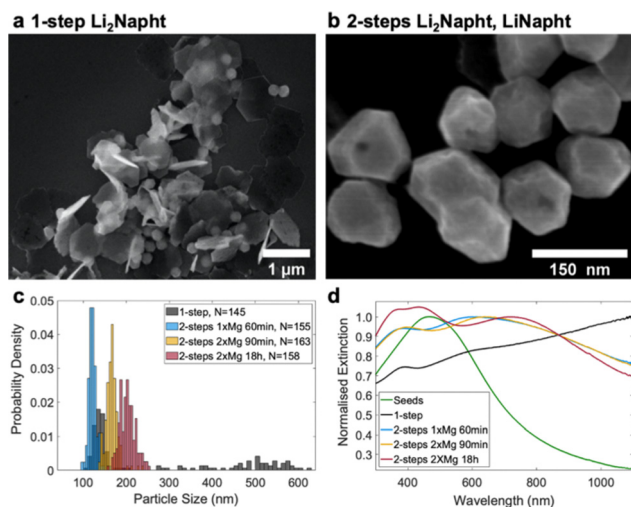 a 1-step Li₂Napht
b 2-steps Li₂Napht, LiNapht
1 µm
150 nm
c
0.05
0.04
0.03
0.02
0.01
0
Probability Density
1-step, N=145
2-steps 1xMg 60min, N=155
2-steps 2xMg 90min, N=163
2-steps 2xMg 18h, N=158
0 100 200 300 400 500 600
Particle Size (nm)
d
1.0
0.9
0.8
0.7
0.6
0.5
0.4
0.3
Normalised Extinction
Seeds
1-step
2-steps 1xMg 60min
2-steps 2xMg 90min
2-steps 2XMg 18h
400 600 800 1000
Wavelength (nm)